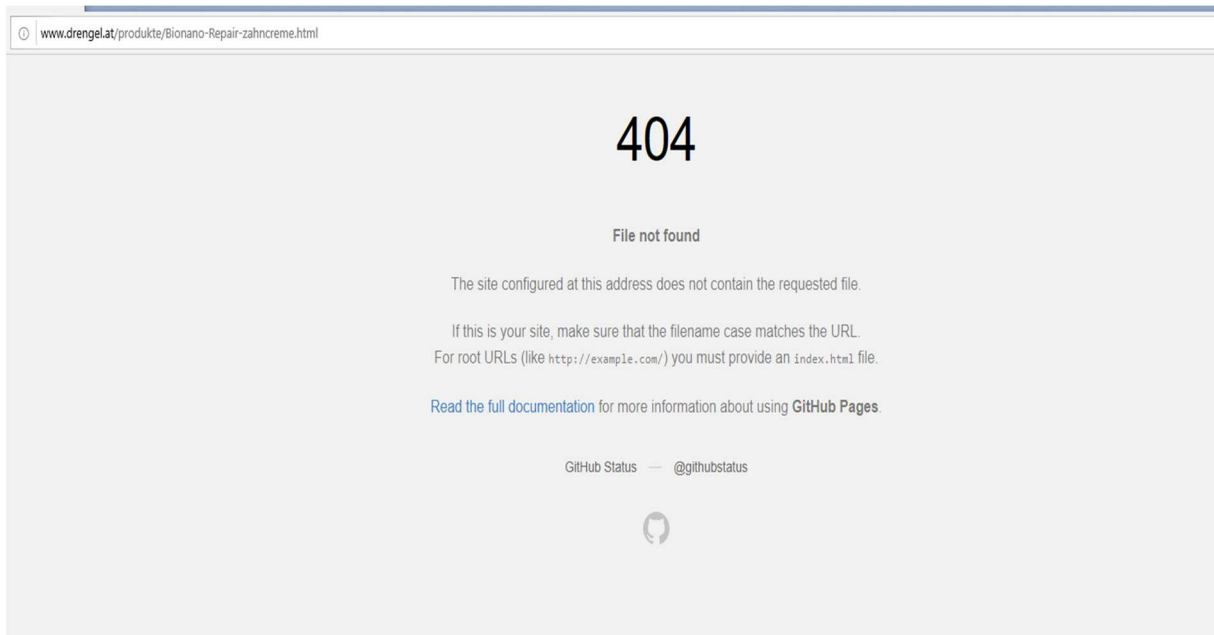 www.drengel.at/produkte/Bionano-Repair-zahncreme.html
404
File not found
The site configured at this address does not contain the requested file.
If this is your site, make sure that the filename case matches the URL.
For root URLs (like http://example.com/) you must provide an index.html file.
Read the full documentation for more information about using GitHub Pages.
GitHub Status — @githubstatus